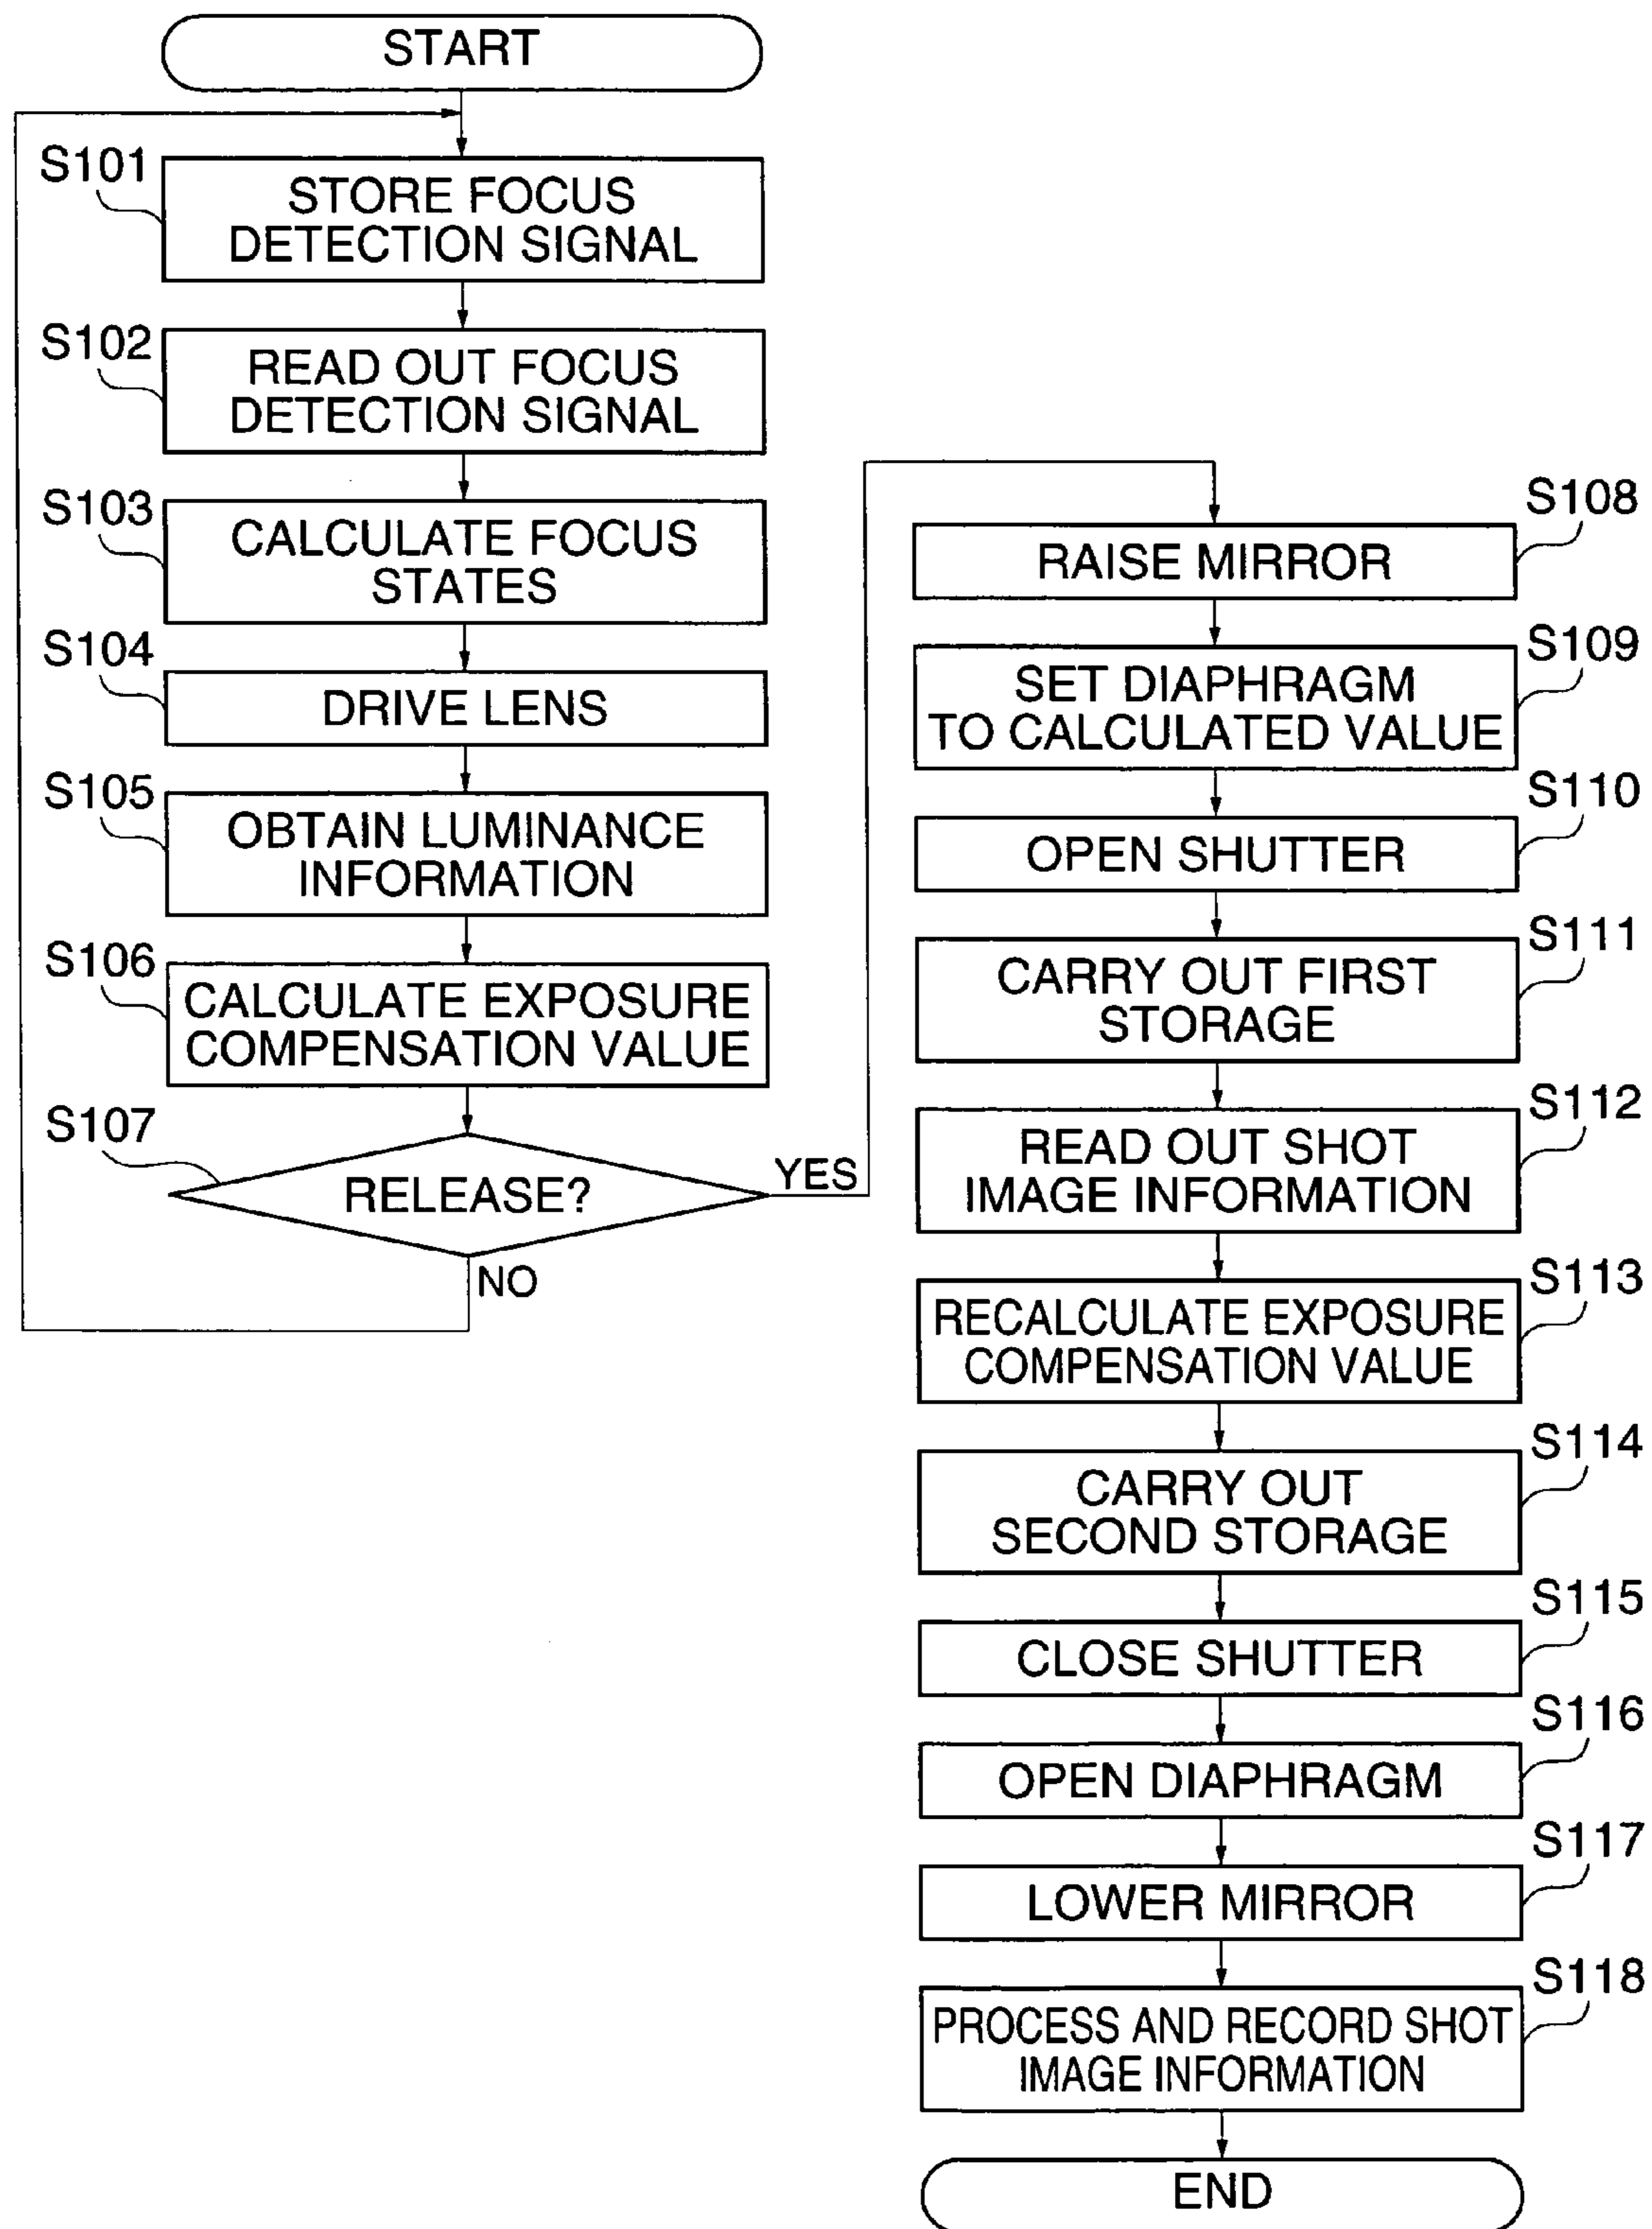 START
S101
STORE FOCUS
DETECTION SIGNAL
S102
READ OUT FOCUS
DETECTION SIGNAL
S103
CALCULATE FOCUS
STATES
S104
DRIVE LENS
S105
OBTAIN LUMINANCE
INFORMATION
S106
CALCULATE EXPOSURE
COMPENSATION VALUE
S107
RELEASE?
YES
NO
S108
RAISE MIRROR
S109
SET DIAPHRAGM
TO CALCULATED VALUE
S110
OPEN SHUTTER
S111
CARRY OUT FIRST
STORAGE
S112
READ OUT SHOT
IMAGE INFORMATION
S113
RECALCULATE EXPOSURE
COMPENSATION VALUE
S114
CARRY OUT
SECOND STORAGE
S115
CLOSE SHUTTER
S116
OPEN DIAPHRAGM
S117
LOWER MIRROR
S118
PROCESS AND RECORD SHOT
IMAGE INFORMATION
END